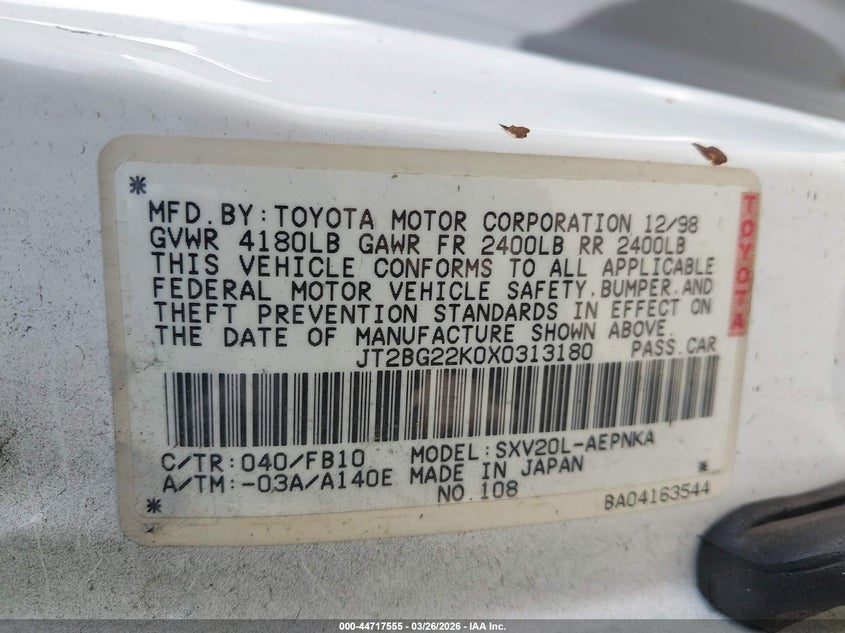 MFD.BY:TOYOTA MOTOR CORPORATION 12/98
GVWR 4180LB GAWR FR 2400LB RR 2400LB
THIS VEHICLE CONFORMS TO ALL APPLICABLE
FEDERAL MOTOR VEHICLE SAFETY,BUMPER,AND
THEFT PREVENTION STANDARDS IN EFFECT ON
THE DATE OF MANUFACTURE SHOWN ABOVE.
JT2BG22K0X0313180 PASS.CAR
C/TR:040/FB10 MODEL:SXV20L-AEPNKA
A/TM:-03A/A140E MADE IN JAPAN
NO.108 BA04163544
TOYOTA
000-44717555 - 03/26/2026 - IAA Inc.